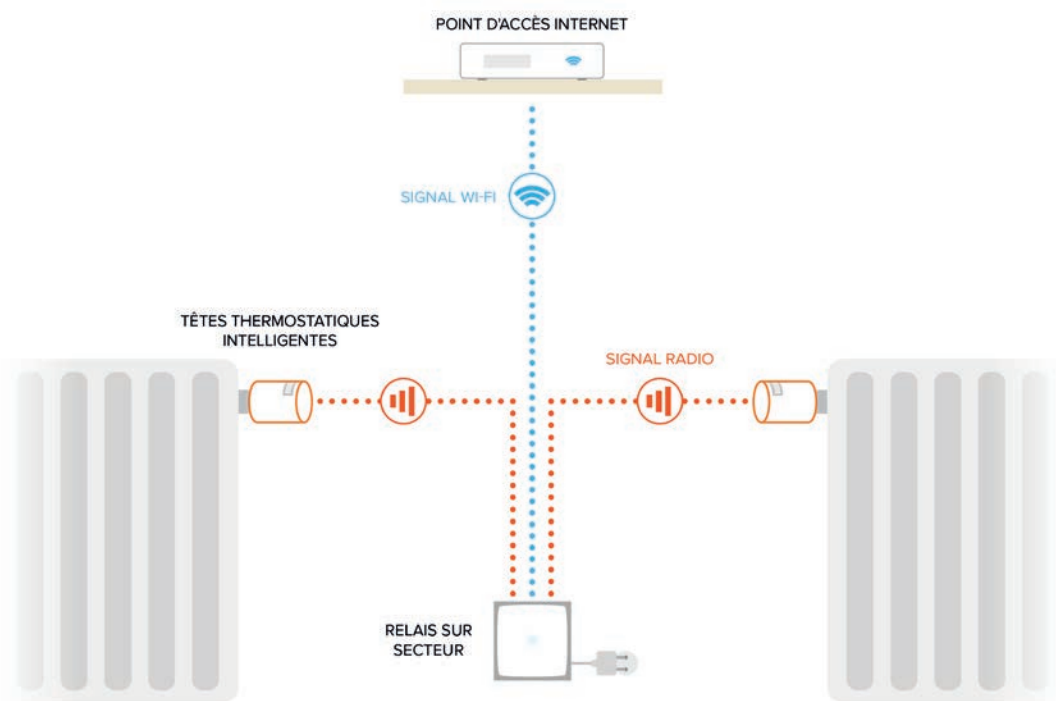 POINT D'ACCÈS INTERNET
SIGNAL WI-FI
TÊTES THERMOSTATIQUES
INTELLIGENTES
SIGNAL RADIO
RELAIS SUR
SECTEUR